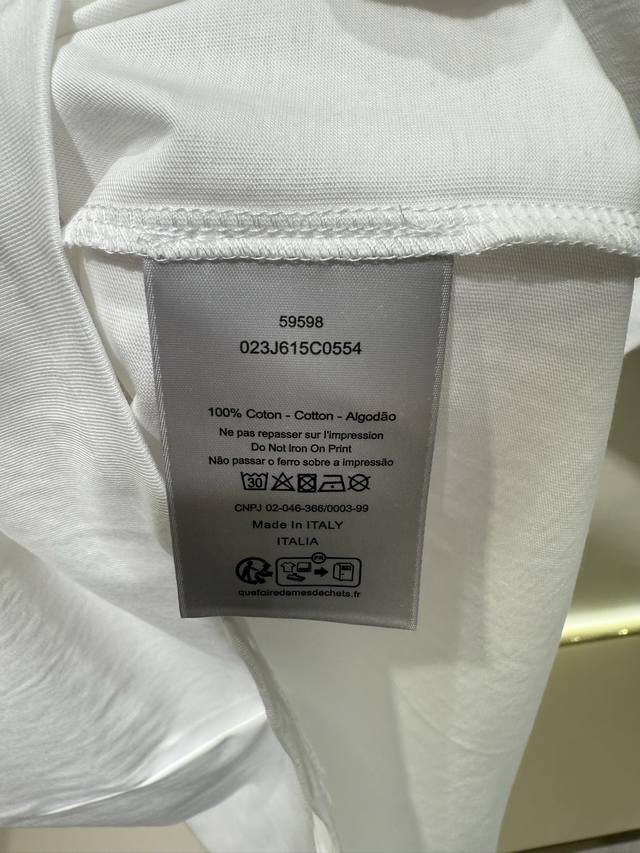 59598
023J615C0554
100% Coton - Cotton - Algodão
Ne pas repasser sur l'impression
Do Not Iron On Print
Não passar o ferro sobre a impressão
30
CNPJ 02-046-366/0003-99
Made In ITALY
ITALIA
FR
quefairedemesdechets.fr